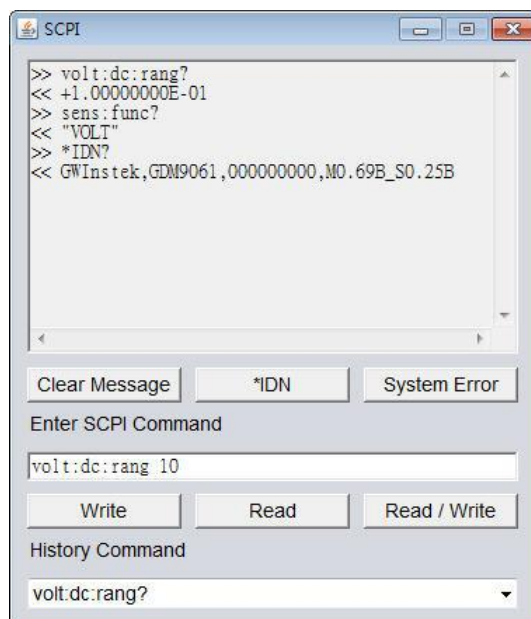 SCPI
>> volt:dc:rang?
<< +1.00000000E-01
>> sens:func?
<< "VOLT"
>> *IDN?
<< GWInstek,GDM9061,000000000,M0.69B_S0.25B
Clear Message
*IDN
System Error
Enter SCPI Command
volt:dc:rang 10
Write
Read
Read / Write
History Command
volt:dc:rang?